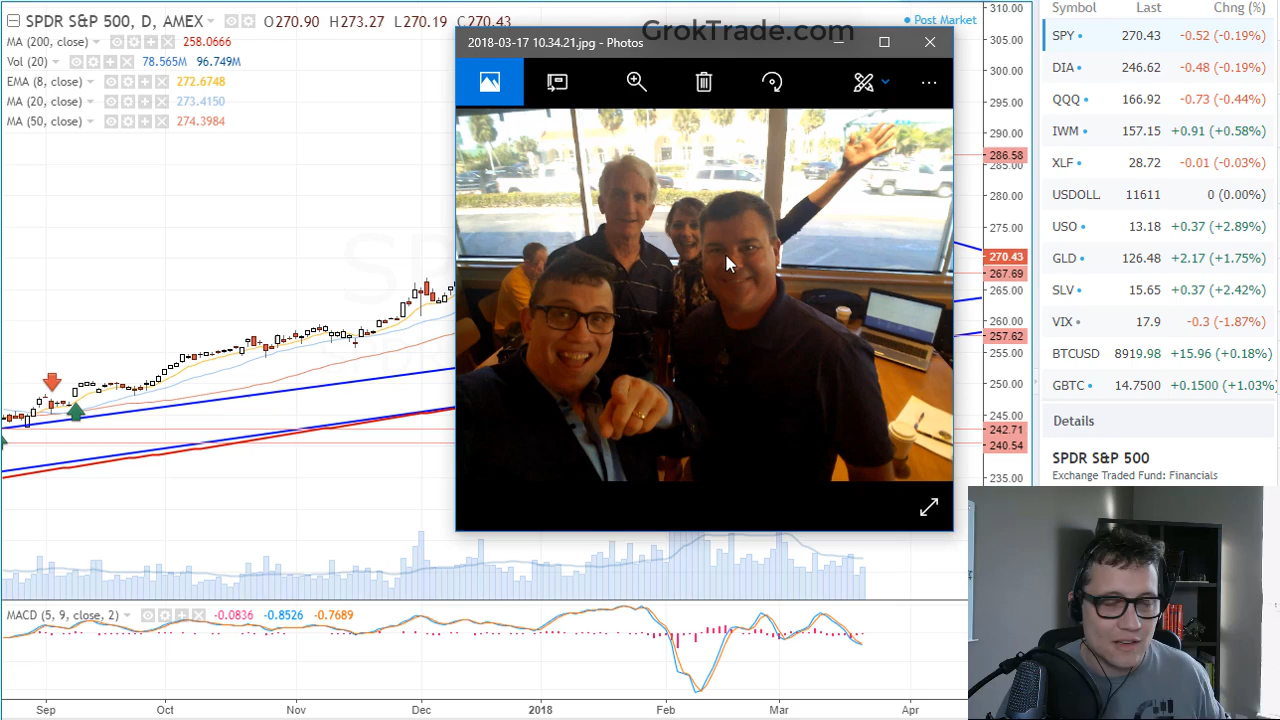 SPDR S&P 500, D, AMEX O270.90 H273.27 L270.19 C270.43
MA (200, close) 258.0666
Vol (20) 78.565M 96.749M
EMA (8, close) 272.6748
MA (20, close) 273.4150
MA (50, close) 274.3984
GrokTrade.com
Post Market
2018-03-17 10.34.21.jpg - Photos
310.00
305.00
300.00
295.00
290.00
286.58
285.00
280.00
275.00
270.43
267.69
265.00
260.00
257.62
255.00
250.00
245.00
242.71
240.54
235.00
Symbol Last Chng (%)
SPY 270.43 -0.52 (-0.19%)
DIA 246.62 -0.48 (-0.19%)
QQQ 166.92 -0.73 (-0.44%)
IWM 157.15 +0.91 (+0.58%)
XLF 28.72 -0.01 (-0.03%)
USDOLL 11611 0 (0.00%)
USO 13.18 +0.37 (+2.89%)
GLD 126.48 +2.17 (+1.75%)
SLV 15.65 +0.37 (+2.42%)
VIX 17.9 -0.3 (-1.87%)
BTCUSD 8919.98 +15.96 (+0.18%)
GBTC 14.7500 +0.1500 (+1.03%)
Details
SPDR S&P 500
Exchange Traded Fund: Financials
MACD (5, 9, close, 2) -0.0836 -0.8526 -0.7689
Sep Oct Nov Dec 2018 Feb Mar Apr